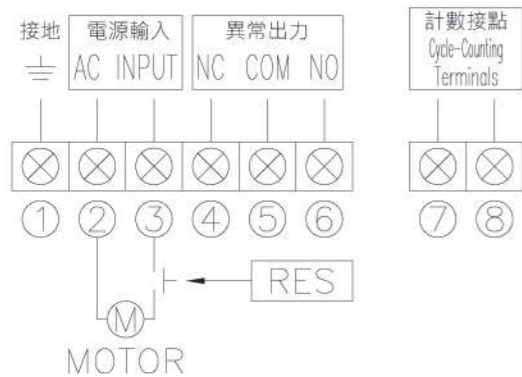 接地
電源輸入
AC INPUT
異常出力
NC COM NO
計數接點
Cycle-Counting
Terminals
① ② ③ ④ ⑤ ⑥ ⑦ ⑧
RES
M
MOTOR